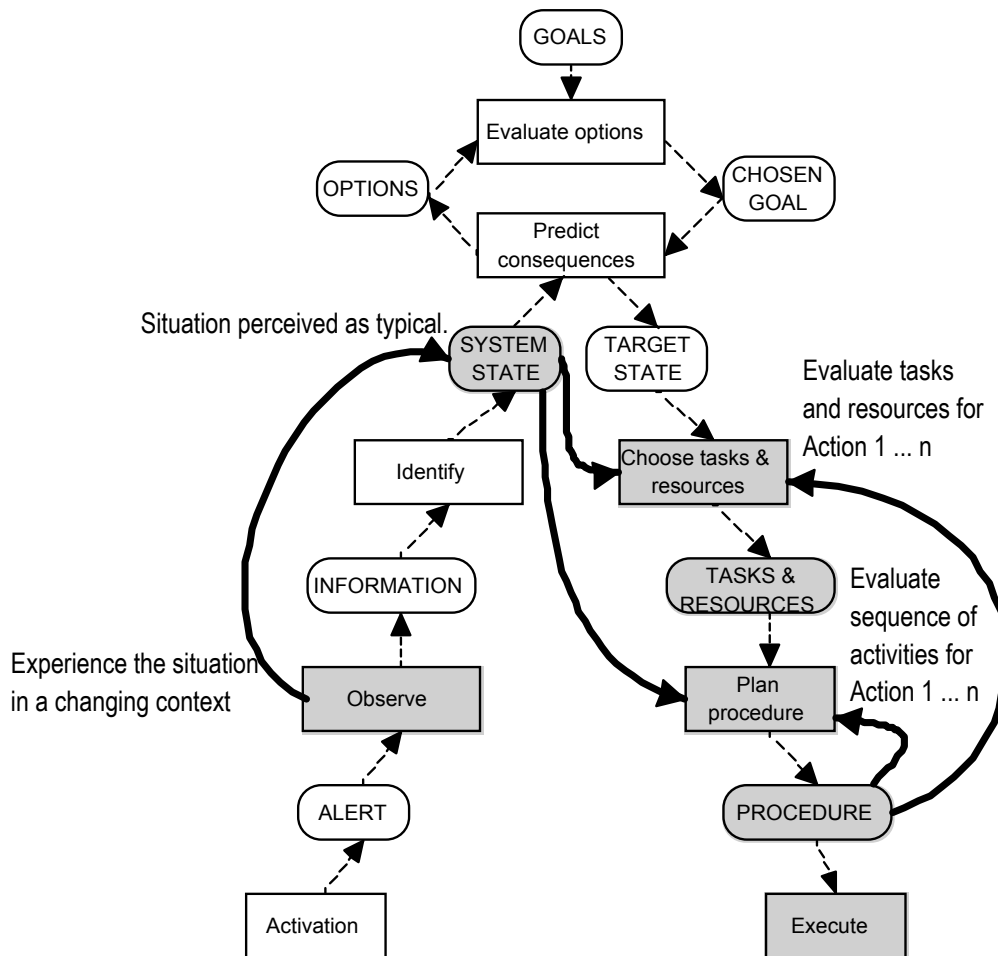 GOALS
Evaluate options
OPTIONS
CHOSEN
GOAL
Predict
consequences
Situation perceived as typical.
SYSTEM
STATE
TARGET
STATE
Evaluate tasks
and resources for
Action 1 ... n
Identify
Choose tasks &
resources
INFORMATION
TASKS &
RESOURCES
Evaluate
sequence of
activities for
Action 1 ... n
Experience the situation
in a changing context
Observe
Plan
procedure
ALERT
PROCEDURE
Activation
Execute